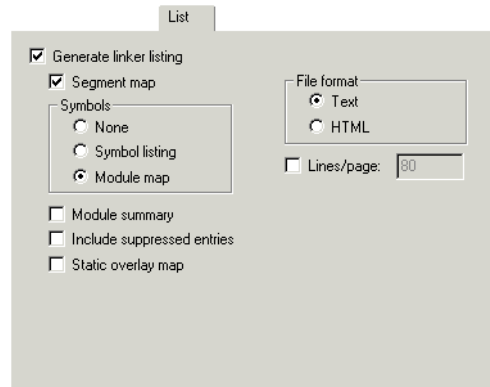 List
Generate linker listing
Segment map
Symbols
None
Symbol listing
Module map
Module summary
Include suppressed entries
Static overlay map
File format
Text
HTML
Lines/page: 80